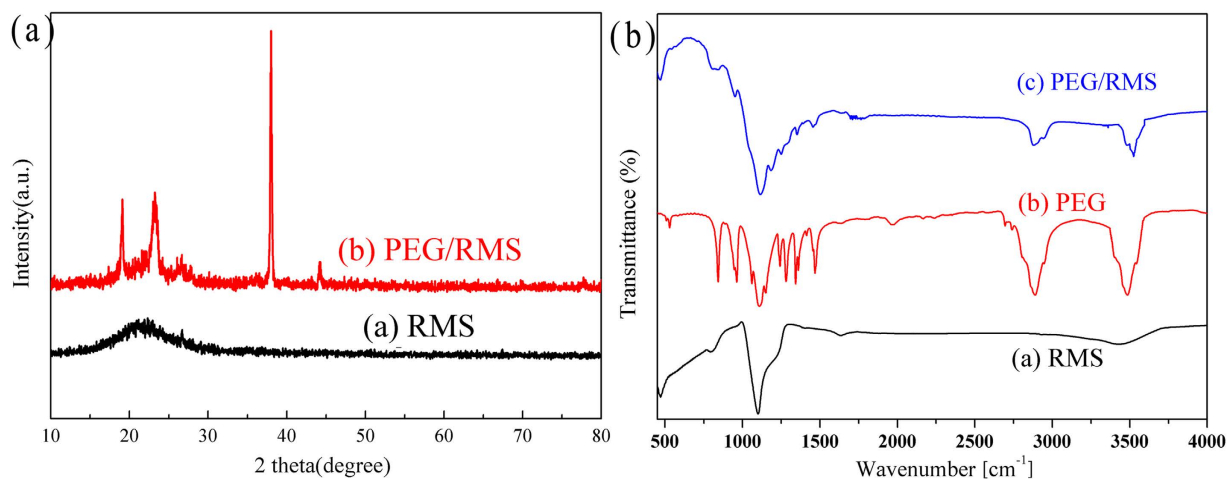 (a)
Intensity(a.u.)
(b) PEG/RMS
(a) RMS
10 20 30 40 50 60 70 80
2 theta(degree)
(b)
Transmittance (%)
(c) PEG/RMS
(b) PEG
(a) RMS
500 1000 1500 2000 2500 3000 3500 4000
Wavenumber [cm⁻¹]